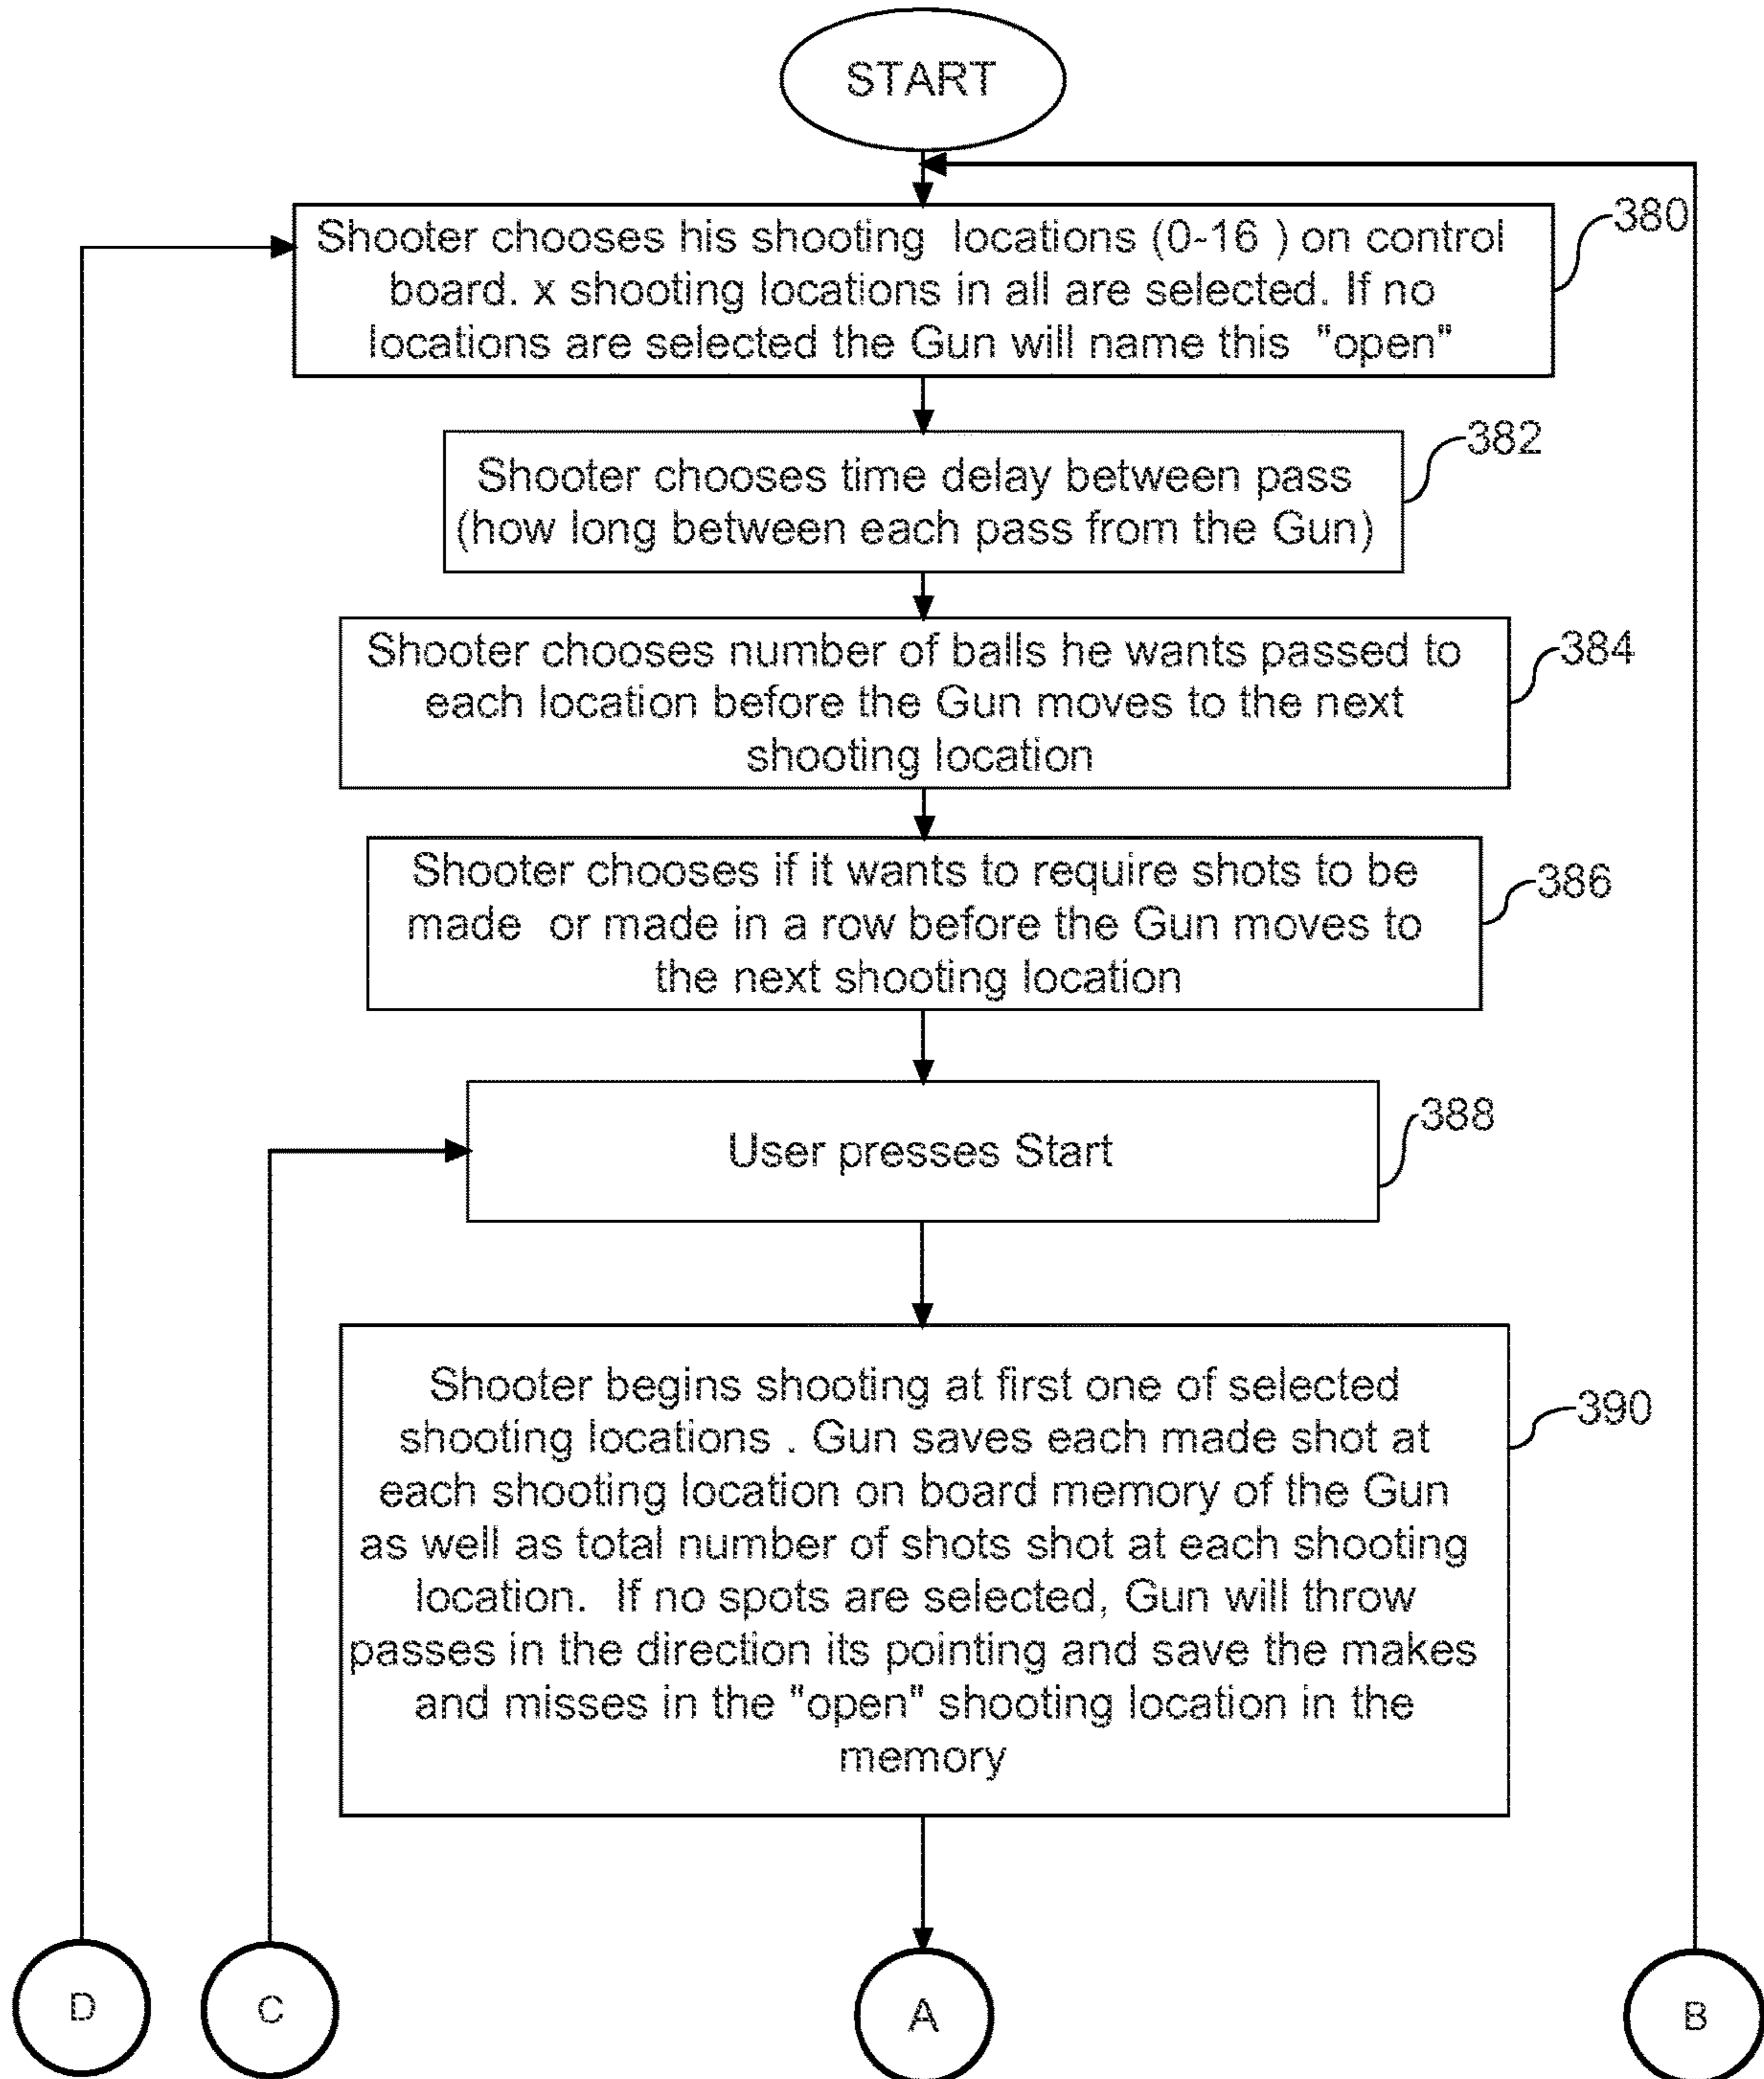 START
Shooter chooses his shooting locations (0-16 ) on control
board. x shooting locations in all are selected. If no
locations are selected the Gun will name this "open"
380
Shooter chooses time delay between pass
(how long between each pass from the Gun)
382
Shooter chooses number of balls he wants passed to
each location before the Gun moves to the next
shooting location
384
Shooter chooses if it wants to require shots to be
made or made in a row before the Gun moves to
the next shooting location
386
User presses Start
388
Shooter begins shooting at first one of selected
shooting locations . Gun saves each made shot at
each shooting location on board memory of the Gun
as well as total number of shots shot at each shooting
location. If no spots are selected, Gun will throw
passes in the direction its pointing and save the makes
and misses in the "open" shooting location in the
memory
390
D
C
A
B